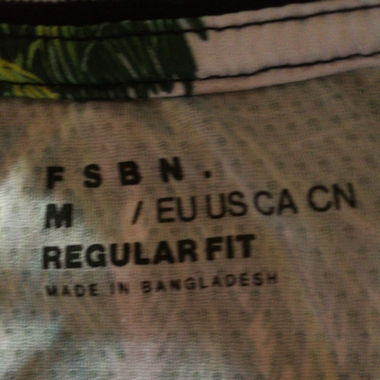 FSBN.
M / EU US CA CN
REGULAR FIT
MADE IN BANGLADESH